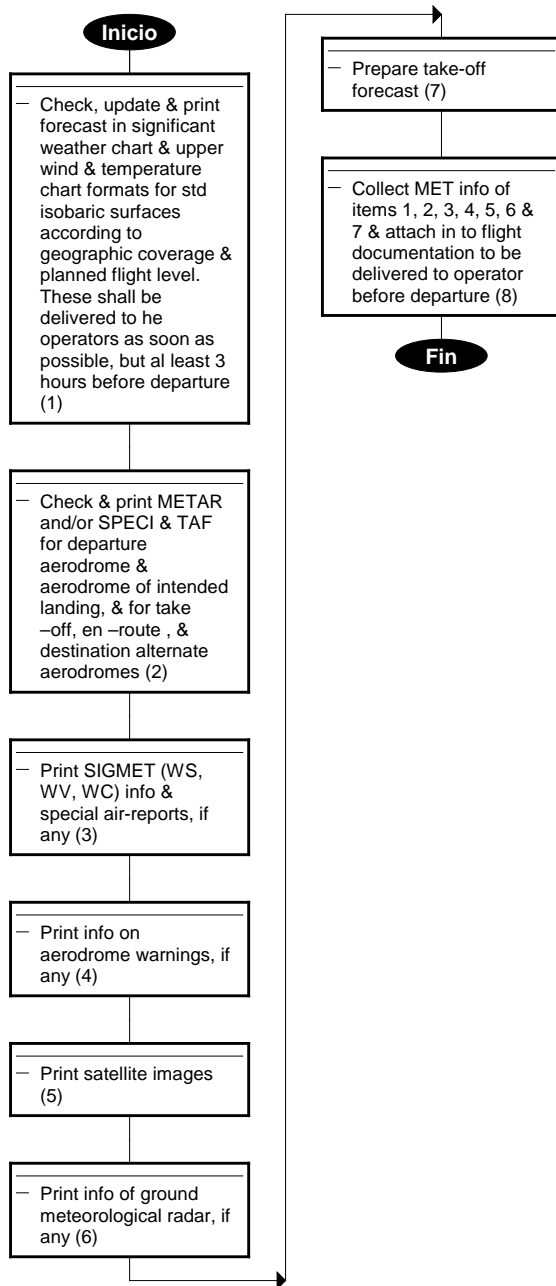 Inicio
– Check, update & print
forecast in significant
weather chart & upper
wind & temperature
chart formats for std
isobaric surfaces
according to
geographic coverage &
planned flight level.
These shall be
delivered to he
operators as soon as
possible, but al least 3
hours before departure
(1)
– Check & print METAR
and/or SPECI & TAF
for departure
aerodrome &
aerodrome of intended
landing, & for take
–off, en –route , &
destination alternate
aerodromes (2)
– Print SIGMET (WS,
WV, WC) info &
special air-reports, if
any (3)
– Print info on
aerodrome warnings, if
any (4)
– Print satellite images
(5)
– Print info of ground
meteorological radar, if
any (6)
– Prepare take-off
forecast (7)
– Collect MET info of
items 1, 2, 3, 4, 5, 6 &
7 & attach in to flight
documentation to be
delivered to operator
before departure (8)
Fin